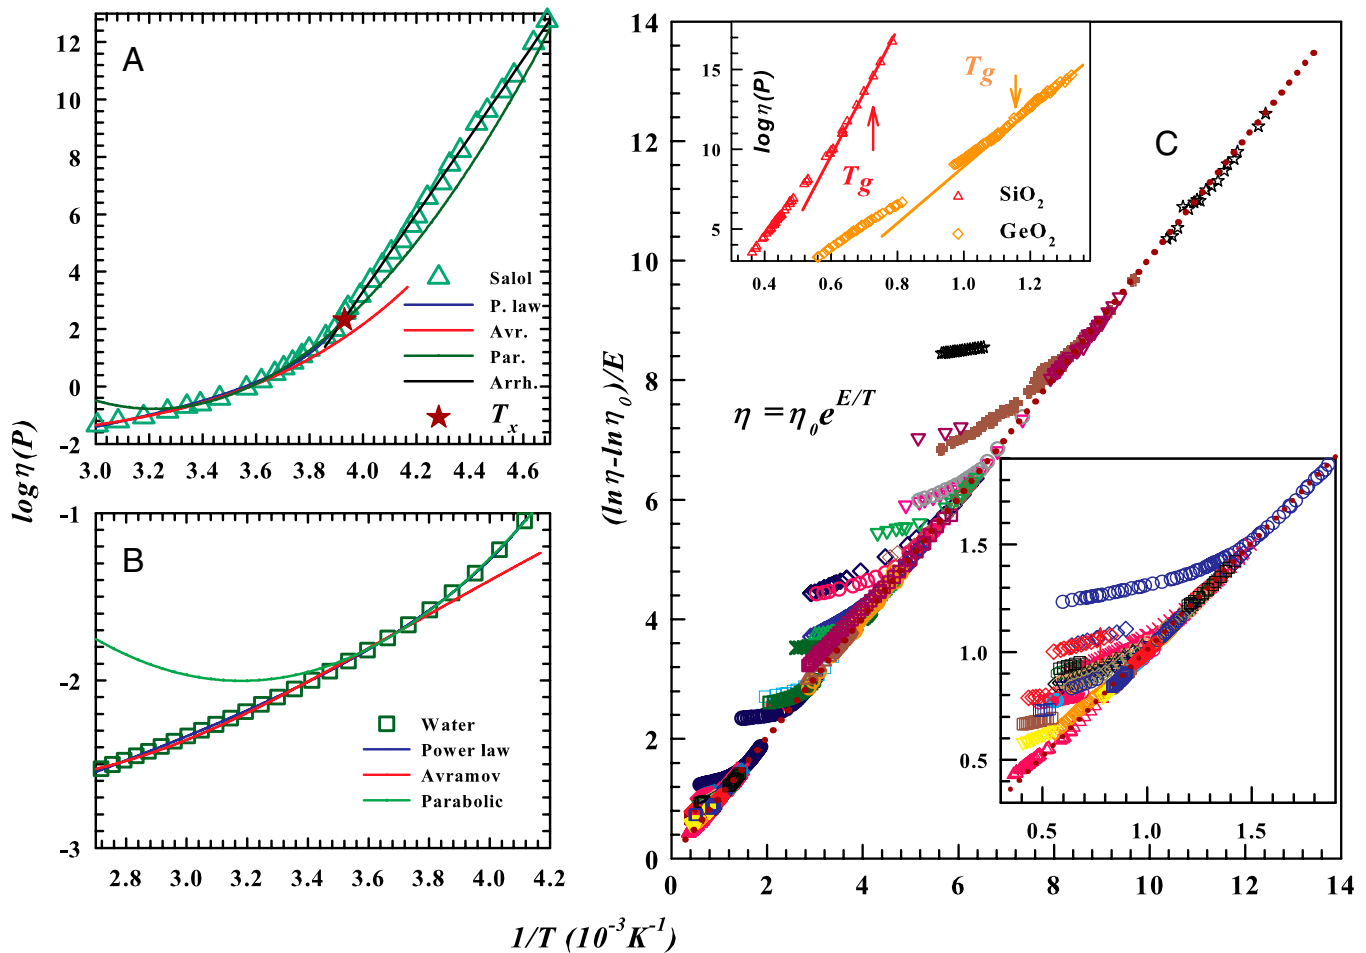 A
12
10
8
6
4
2
0
-2
3.0
3.2
3.4
3.6
3.8
4.0
4.2
4.4
4.6
Salol
P. law
Avr.
Par.
Arrh.
Tx
log η(P)
B
-1
-2
-3
2.8
3.0
3.2
3.4
3.6
3.8
4.0
4.2
Water
Power law
Avramov
Parabolic
1/T (10⁻³K⁻¹)
C
(ln η-ln η₀)/E
14
12
10
8
6
4
2
0
0
2
4
6
8
10
12
14
η = η₀e^{E/T}
log η(P)
15
10
5
0.4
0.6
0.8
1.0
1.2
Tg
Tg
SiO₂
GeO₂
1.5
1.0
0.5
0.5
1.0
1.5